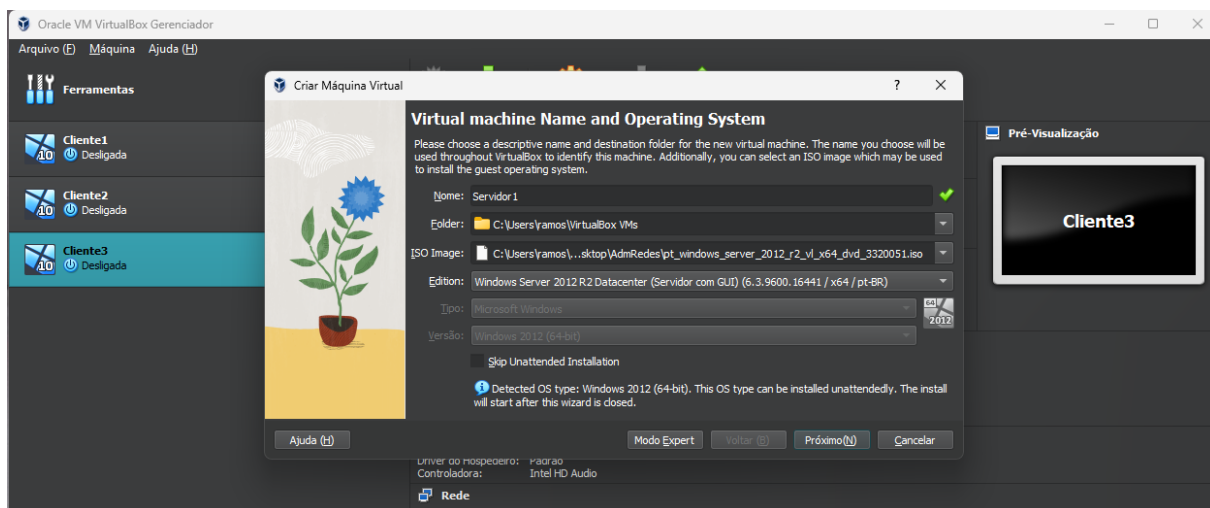 Oracle VM VirtualBox Gerenciador
Arquivo (F) Máquina Ajuda (H)
Ferramentas
Cliente1
10 Desligada
Cliente2
10 Desligada
Cliente3
10 Desligada
Criar Máquina Virtual
?
Virtual machine Name and Operating System
Please choose a descriptive name and destination folder for the new virtual machine. The name you choose will be
used throughout VirtualBox to identify this machine. Additionally, you can select an ISO image which may be used
to install the guest operating system.
Nome: Servidor1
Folder: C:\Users\ramos\VirtualBox VMs
ISO Image: C:\Users\ramos\...sktop\AdmRedes\pt_windows_server_2012_r2_vl_x64_dvd_3320051.iso
Edition: Windows Server 2012 R2 Datacenter (Servidor com GUI) (6.3.9600.16441 / x64 / pt-BR)
Tipo: Microsoft Windows
64
2012
Versão: Windows 2012 (64-bit)
Skip Unattended Installation
Detected OS type: Windows 2012 (64-bit). This OS type can be installed unattendedly. The install
will start after this wizard is closed.
Ajuda (H) Modo Expert Voltar (B) Próximo(N) Cancelar
Pré-Visualização
Cliente3
Driver do Hospedeiro: Padrão
Controladora: Intel HD Audio
Rede